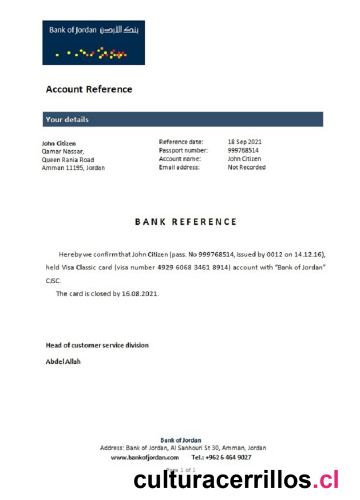 Bank of Jordan بنك الأردن
Account Reference
Your details
John Citizen
Qamar Nassar,
Queen Rania Road
Amman 11195, Jordan
Reference date: 18 Sep 2021
Passport number: 999768514
Account name: John Citizen
Email address: Not Recorded
BANK REFERENCE
Hereby we confirm that John Citizen (pass. No 999768514, issued by 0012 on 14.12.16),
held Visa Classic card (visa number 4929 6068 3461 8914) account with "Bank of Jordan"
CJSC.
The card is closed by 16.08.2021.
Head of customer service division
Abdel Allah
Bank of Jordan
Address: Bank of Jordan, Al Sanhouri St 30, Amman, Jordan
www.bankofjordan.com Tel.: +962 6 464 9027
Page 1 of 1
culturacerrillos.cl